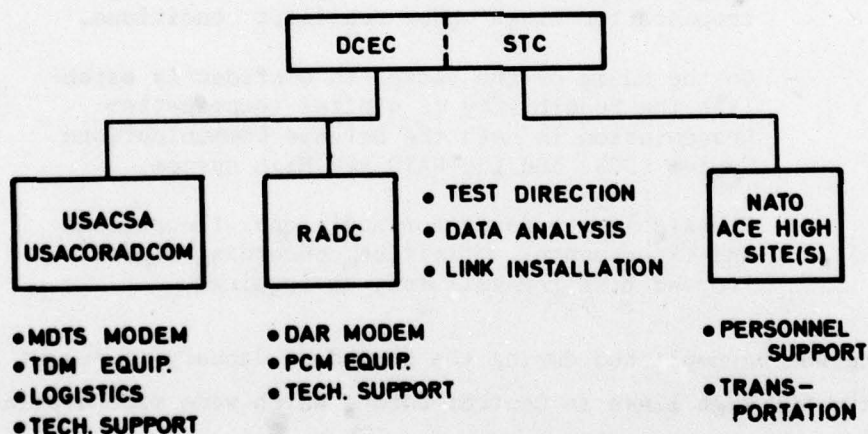 DCEC STC
USACSA
USACORADCOM
RADC
• TEST DIRECTION
• DATA ANALYSIS
• LINK INSTALLATION
NATO
ACE HIGH
SITE(S)
• MDTS MODEM
• TDM EQUIP.
• LOGISTICS
• TECH. SUPPORT
• DAR MODEM
• PCM EQUIP.
• TECH. SUPPORT
• PERSONNEL
SUPPORT
• TRANS-
PORTATION